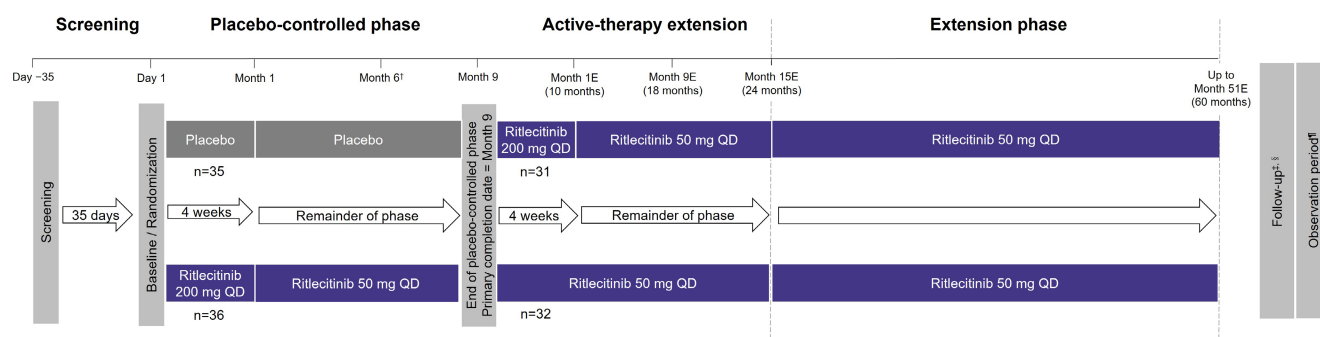 Screening
Placebo-controlled phase
Active-therapy extension
Extension phase
Day −35
Day 1
Month 1
Month 6†
Month 9
Month 1E
(10 months)
Month 9E
(18 months)
Month 15E
(24 months)
Up to
Month 51E
(60 months)
Screening
35 days
Baseline / Randomization
Placebo
Placebo
n=35
4 weeks
Remainder of phase
Ritlecitinib
200 mg QD
Ritlecitinib 50 mg QD
n=36
End of placebo-controlled phase
Primary completion date = Month 9
Ritlecitinib
200 mg QD
Ritlecitinib 50 mg QD
Ritlecitinib 50 mg QD
n=31
4 weeks
Remainder of phase
Ritlecitinib 50 mg QD
Ritlecitinib 50 mg QD
n=32
Follow-up‡, §
Observation period¶